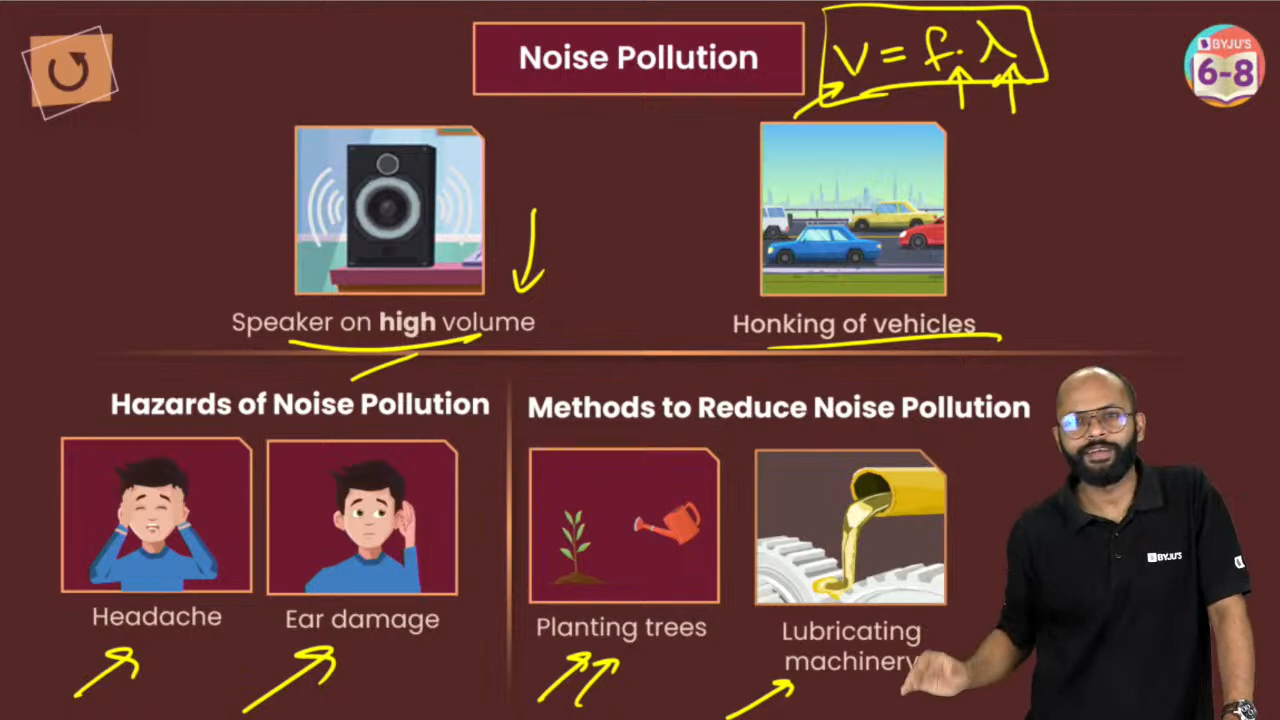 Noise Pollution
v = f. λ
BYJU'S
6-8
Speaker on high volume
Honking of vehicles
Hazards of Noise Pollution
Methods to Reduce Noise Pollution
Headache
Ear damage
Planting trees
Lubricating
machinery
BYJU'S